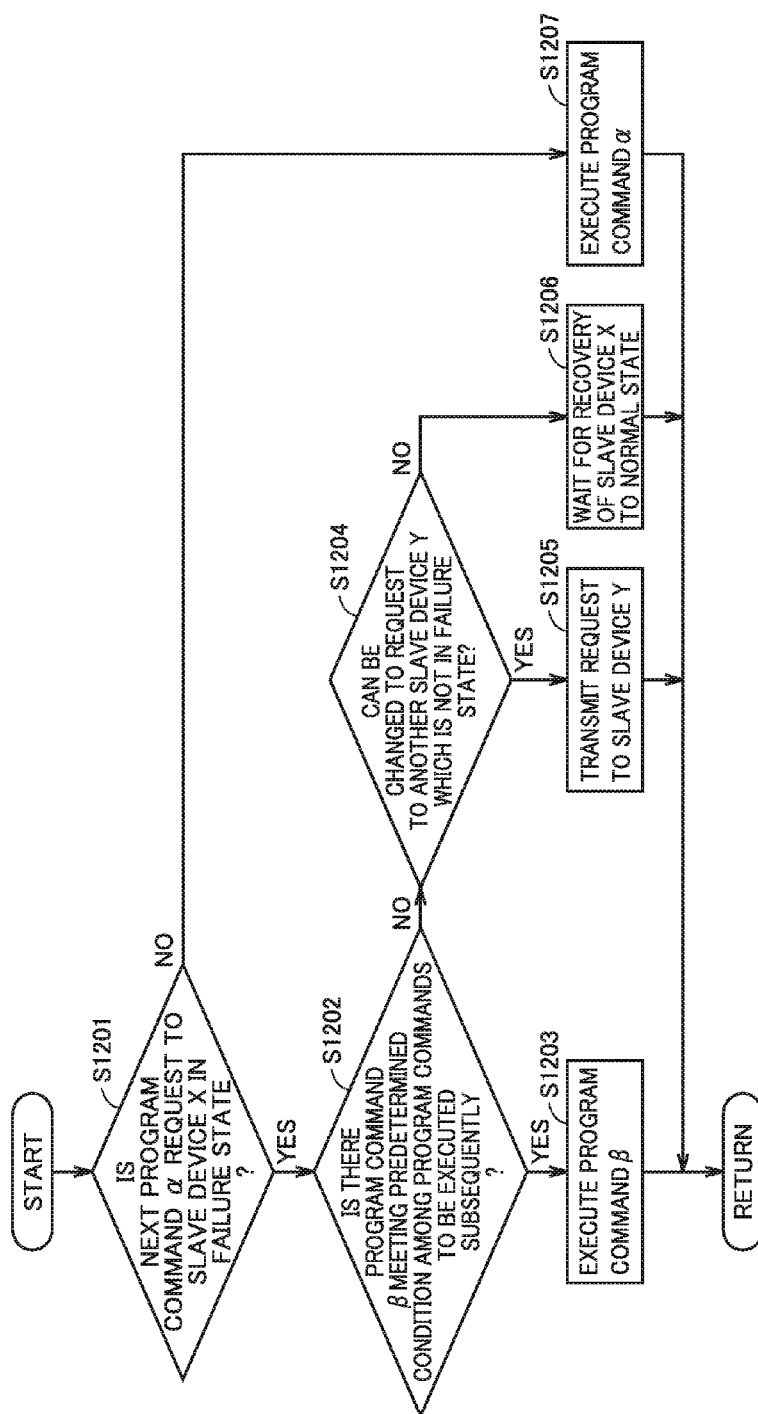 START
S1201
IS
NEXT PROGRAM
COMMAND α REQUEST TO
SLAVE DEVICE X IN
FAILURE STATE
?
NO
YES
S1202
IS THERE
PROGRAM COMMAND
β MEETING PREDETERMINED
CONDITION AMONG PROGRAM COMMANDS
TO BE EXECUTED
SUBSEQUENTLY
?
NO
YES
S1203
EXECUTE PROGRAM
COMMAND β
S1204
CAN BE
CHANGED TO REQUEST
TO ANOTHER SLAVE DEVICE Y
WHICH IS NOT IN FAILURE
STATE?
NO
YES
S1205
TRANSMIT REQUEST
TO SLAVE DEVICE Y
S1206
WAIT FOR RECOVERY
OF SLAVE DEVICE X
TO NORMAL STATE
S1207
EXECUTE PROGRAM
COMMAND α
RETURN